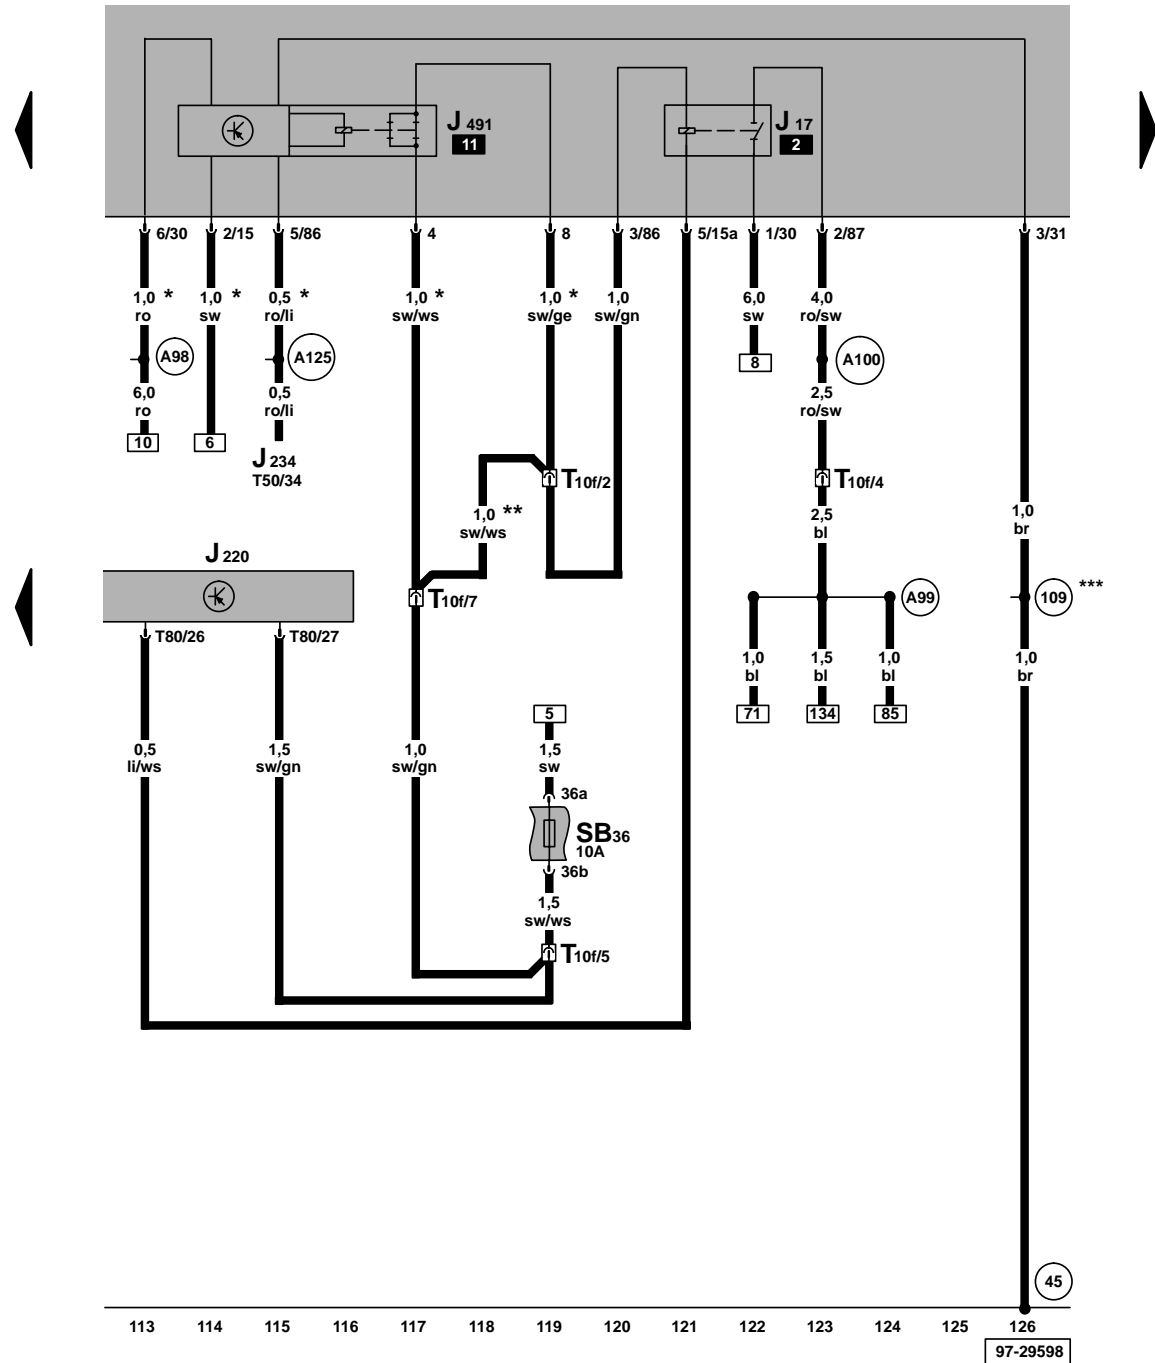 J 491
11
J 17
2
6/30
2/15
5/86
4
8
3/86
5/15a
1/30
2/87
3/31
1,0 *
ro
1,0 *
sw
0,5 *
ro/li
1,0 *
sw/ws
1,0 *
sw/ge
1,0
sw/gn
6,0
sw
4,0
ro/sw
A98
A125
8
A100
6,0
ro
0,5
ro/li
2,5
ro/sw
10
6
J 234
T50/34
T10f/2
T10f/4
1,0 **
sw/ws
2,5
bl
1,0
br
J 220
T10f/7
A99
109
***
T80/26
T80/27
1,0
bl
1,5
bl
1,0
bl
1,0
br
5
71
134
85
0,5
li/ws
1,5
sw/gn
1,0
sw/gn
1,5
sw
36a
SB36
10A
36b
1,5
sw/ws
T10f/5
45
113 114 115 116 117 118 119 120 121 122 123 124 125 126
97-29598